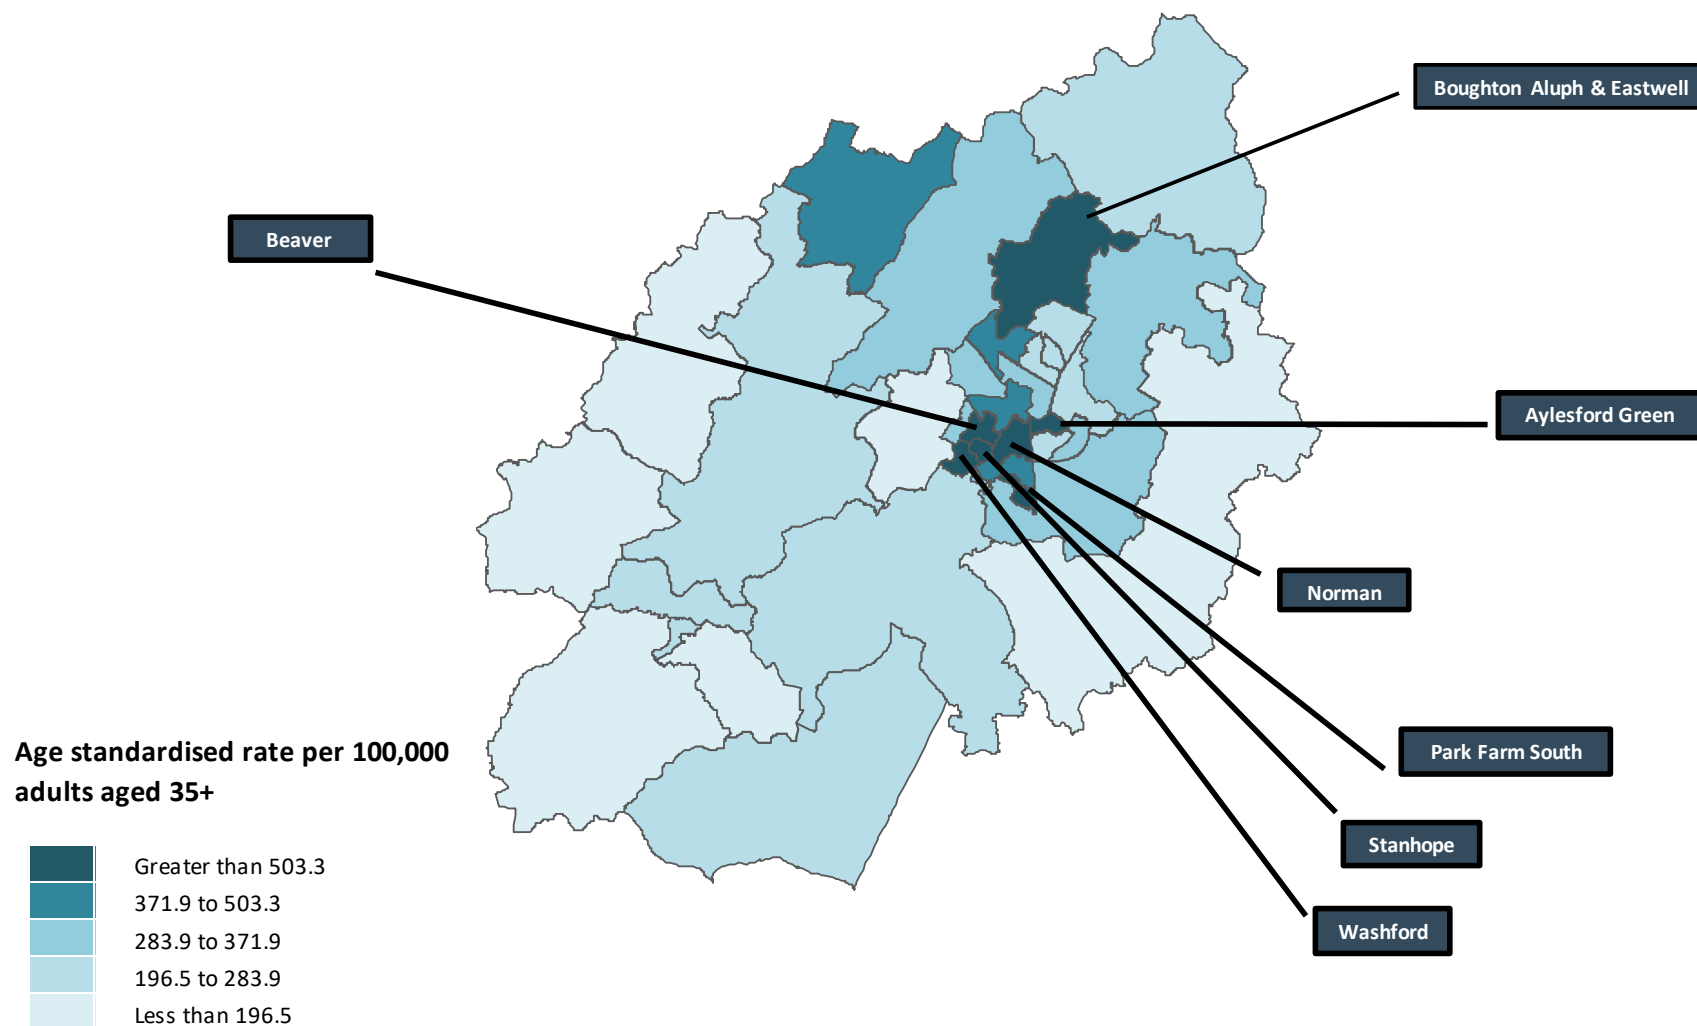 Boughton Aluph & Eastwell
Beaver
Aylesford Green
Norman
Park Farm South
Stanhope
Washford
Age standardised rate per 100,000
adults aged 35+
Greater than 503.3
371.9 to 503.3
283.9 to 371.9
196.5 to 283.9
Less than 196.5